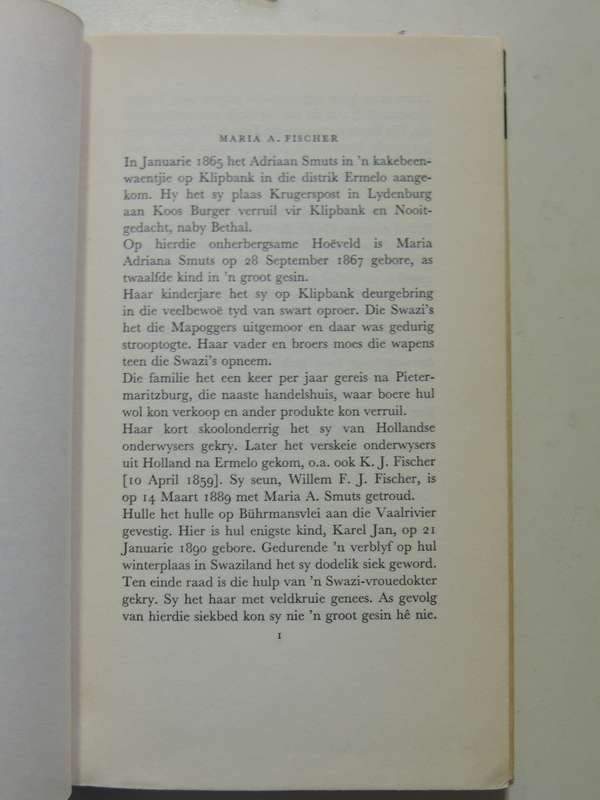 MARIA A. FISCHER
In Januarie 1865 het Adriaan Smuts in 'n kakebeen-
waentjie op Klipbank in die distrik Ermelo aange-
kom. Hy het sy plaas Krugerspost in Lydenburg
aan Koos Burger verruil vir Klipbank en Nooit-
gedacht, naby Bethal.
Op hierdie onherbergsame Hoëveld is Maria
Adriana Smuts op 28 September 1867 gebore, as
twaalfde kind in 'n groot gesin.
Haar kinderjare het sy op Klipbank deurgebring
in die veelbewoë tyd van swart oproer. Die Swazi's
het die Mapoggers uitgemoor en daar was gedurig
strooptogte. Haar vader en broers moes die wapens
teen die Swazi's opneem.
Die familie het een keer per jaar gereis na Pieter-
maritzburg, die naaste handelshuis, waar boere hul
wol kon verkoop en ander produkte kon verruil.
Haar kort skoolonderrig het sy van Hollandse
onderwysers gekry. Later het verskeie onderwysers
uit Holland na Ermelo gekom, o.a. ook K. J. Fischer
[10 April 1859]. Sy seun, Willem F. J. Fischer, is
op 14 Maart 1889 met Maria A. Smuts getroud.
Hulle het hulle op Bührmansvlei aan die Vaalrivier
gevestig. Hier is hul enigste kind, Karel Jan, op 21
Januarie 1890 gebore. Gedurende 'n verblyf op hul
winterplaas in Swaziland het sy dodelik siek geword.
Ten einde raad is die hulp van 'n Swazi-vrouedokter
gekry. Sy het haar met veldkruie genees. As gevolg
van hierdie siekbed kon sy nie 'n groot gesin hê nie.
1